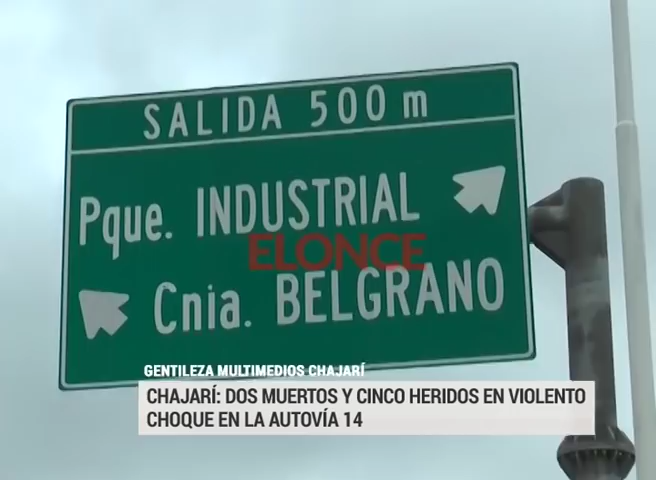 SALIDA 500 m
Pque. INDUSTRIAL
ELONCE
Cnia. BELGRANO
GENTILEZA MULTIMEDIOS CHAJARÍ
CHAJARÍ: DOS MUERTOS Y CINCO HERIDOS EN VIOLENTO
CHOQUE EN LA AUTOVÍA 14